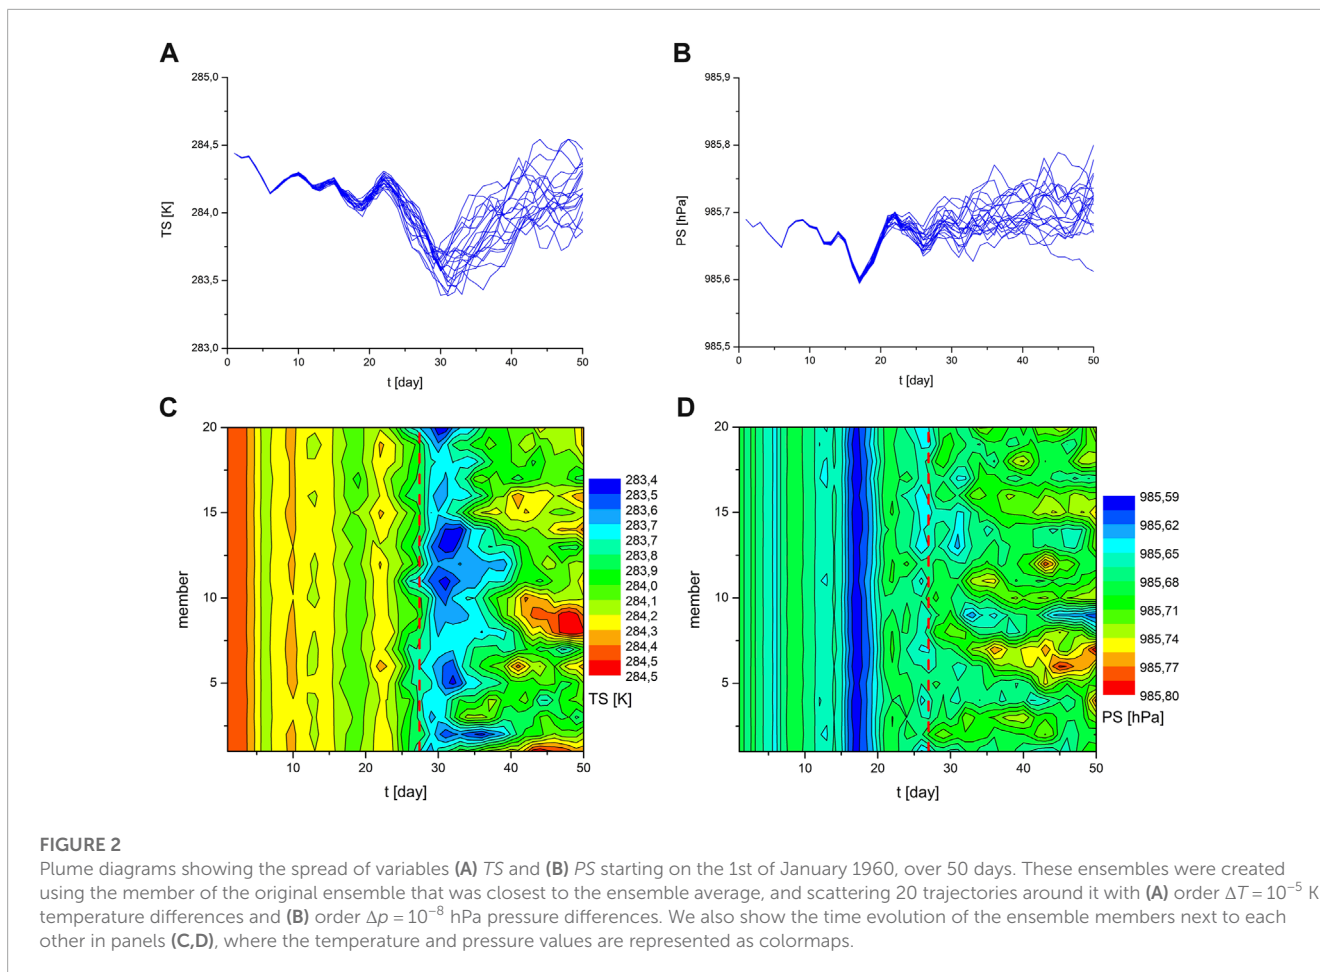 A
B
285,0
284,5
284,0
283,5
283,0
TS [K]
0 10 20 30 40 50
t [day]
985,9
985,8
985,7
985,6
985,5
PS [hPa]
0 10 20 30 40 50
t [day]
C
D
20
15
10
5
member
10 20 30 40 50
t [day]
283,4
283,5
283,6
283,7
283,7
283,8
283,9
284,0
284,1
284,2
284,3
284,4
284,5
284,5
TS [K]
20
15
10
5
member
10 20 30 40 50
t [day]
985,59
985,62
985,65
985,68
985,71
985,74
985,77
985,80
PS [hPa]
FIGURE 2
Plume diagrams showing the spread of variables (A) TS and (B) PS starting on the 1st of January 1960, over 50 days. These ensembles were created
using the member of the original ensemble that was closest to the ensemble average, and scattering 20 trajectories around it with (A) order ΔT = 10⁻⁵ K
temperature differences and (B) order Δp = 10⁻⁸ hPa pressure differences. We also show the time evolution of the ensemble members next to each
other in panels (C,D), where the temperature and pressure values are represented as colormaps.